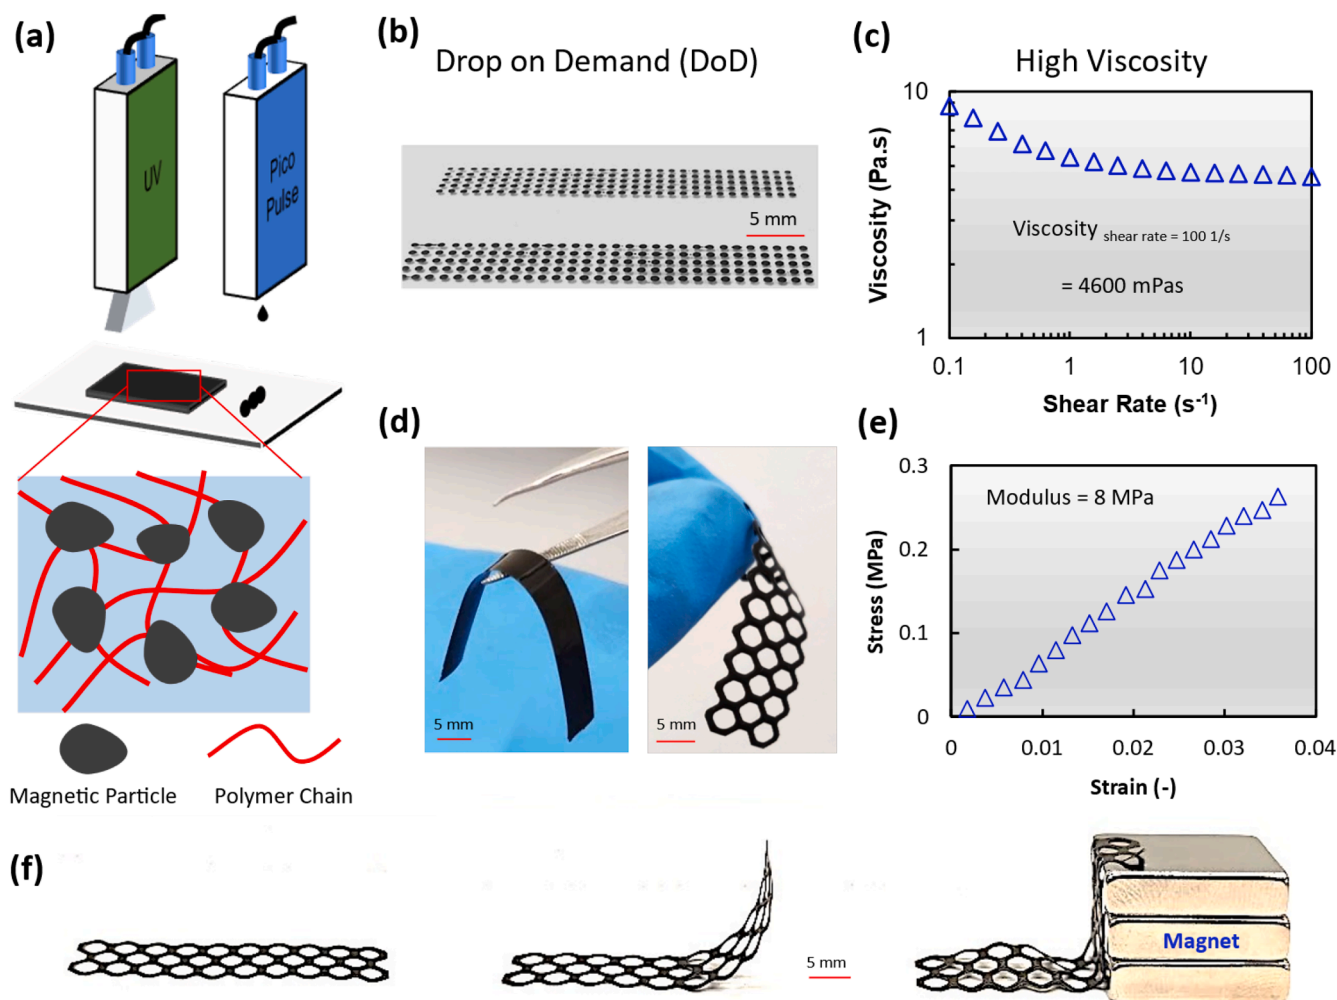 (a)
UV
Pico
Pulse
Magnetic Particle
Polymer Chain
(b)
Drop on Demand (DoD)
5 mm
(c)
High Viscosity
Viscosity (Pa.s)
10
1
Viscosity shear rate = 100 1/s
= 4600 mPas
0.1
1
10
100
Shear Rate (s⁻¹)
(d)
5 mm
5 mm
(e)
Stress (MPa)
0.3
0.2
0.1
0
Modulus = 8 MPa
0
0.01
0.02
0.03
0.04
Strain (-)
(f)
5 mm
Magnet